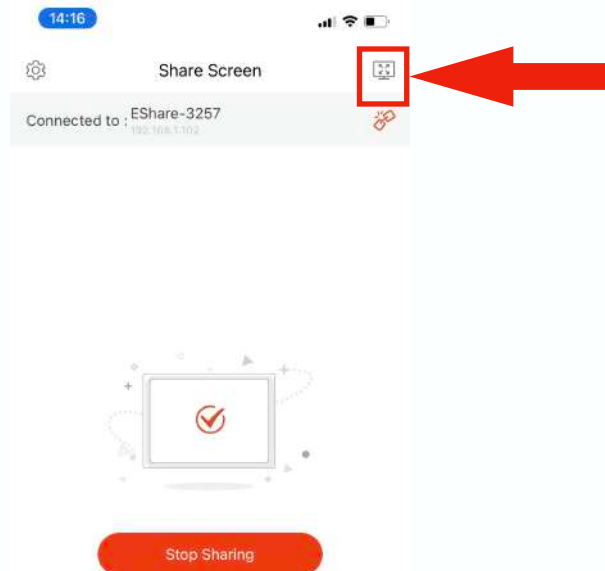 14:16
Share Screen
Connected to : EShare-3257
192.168.1.102
Stop Sharing